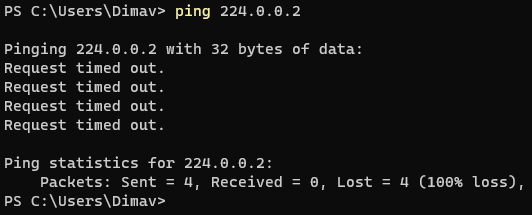 PS C:\Users\Dimav> ping 224.0.0.2
Pinging 224.0.0.2 with 32 bytes of data:
Request timed out.
Request timed out.
Request timed out.
Request timed out.
Ping statistics for 224.0.0.2:
    Packets: Sent = 4, Received = 0, Lost = 4 (100% loss),
PS C:\Users\Dimav>